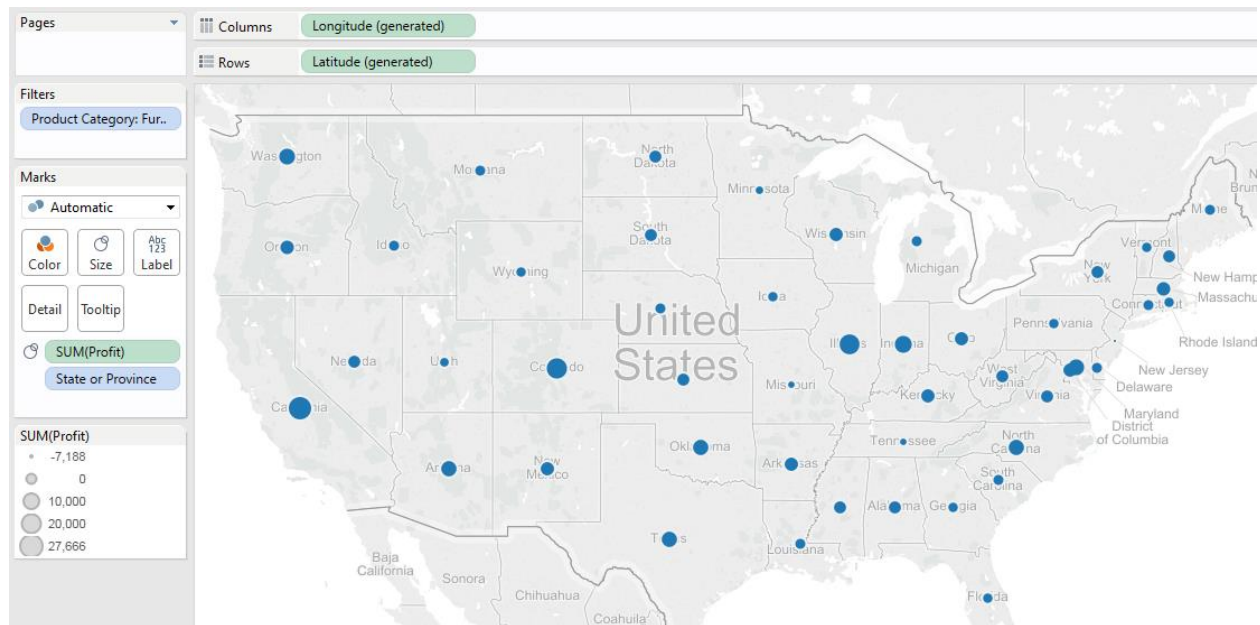 Pages
Columns
Longitude (generated)
Rows
Latitude (generated)
Filters
Product Category: Fur..
Marks
Automatic
Color
Size
Abc
123
Label
Detail
Tooltip
SUM(Profit)
State or Province
SUM(Profit)
-7,188
0
10,000
20,000
27,666
Washington
Montana
North
Dakota
Minnesota
Maine
N
Brun
Oregon
Idaho
South
Dakota
Wisconsin
Michigan
Vermont
New
York
New Hamp
Massachu
Wyoming
Iowa
Connecticut
Rhode Island
Pennsylvania
United
States
Nevada
Utah
Colorado
Illinois
Indiana
Ohio
New Jersey
Delaware
Maryland
District
of Columbia
West
Virginia
Virginia
Missouri
Kentucky
California
Arizona
New
Mexico
Oklahoma
Arkansas
Tennessee
North
Carolina
South
Carolina
Alabama
Georgia
Texas
Louisiana
Florida
Baja
California
Sonora
Chihuahua
Coahuila